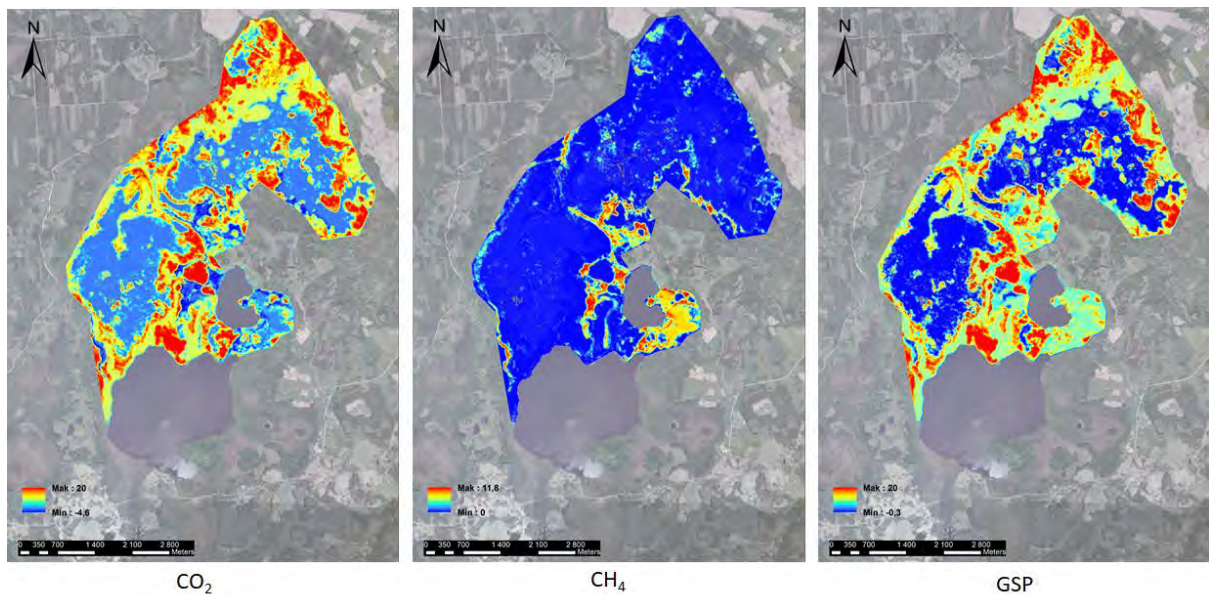 N
N
N
Mak : 20
Min : -4,6
0 350 700 1 400 2 100 2 800
Meters
Mak : 11,8
Min : 0
0 350 700 1 400 2 100 2 800
Meters
Mak : 20
Min : -0,3
0 350 700 1 400 2 100 2 800
Meters
CO₂
CH₄
GSP